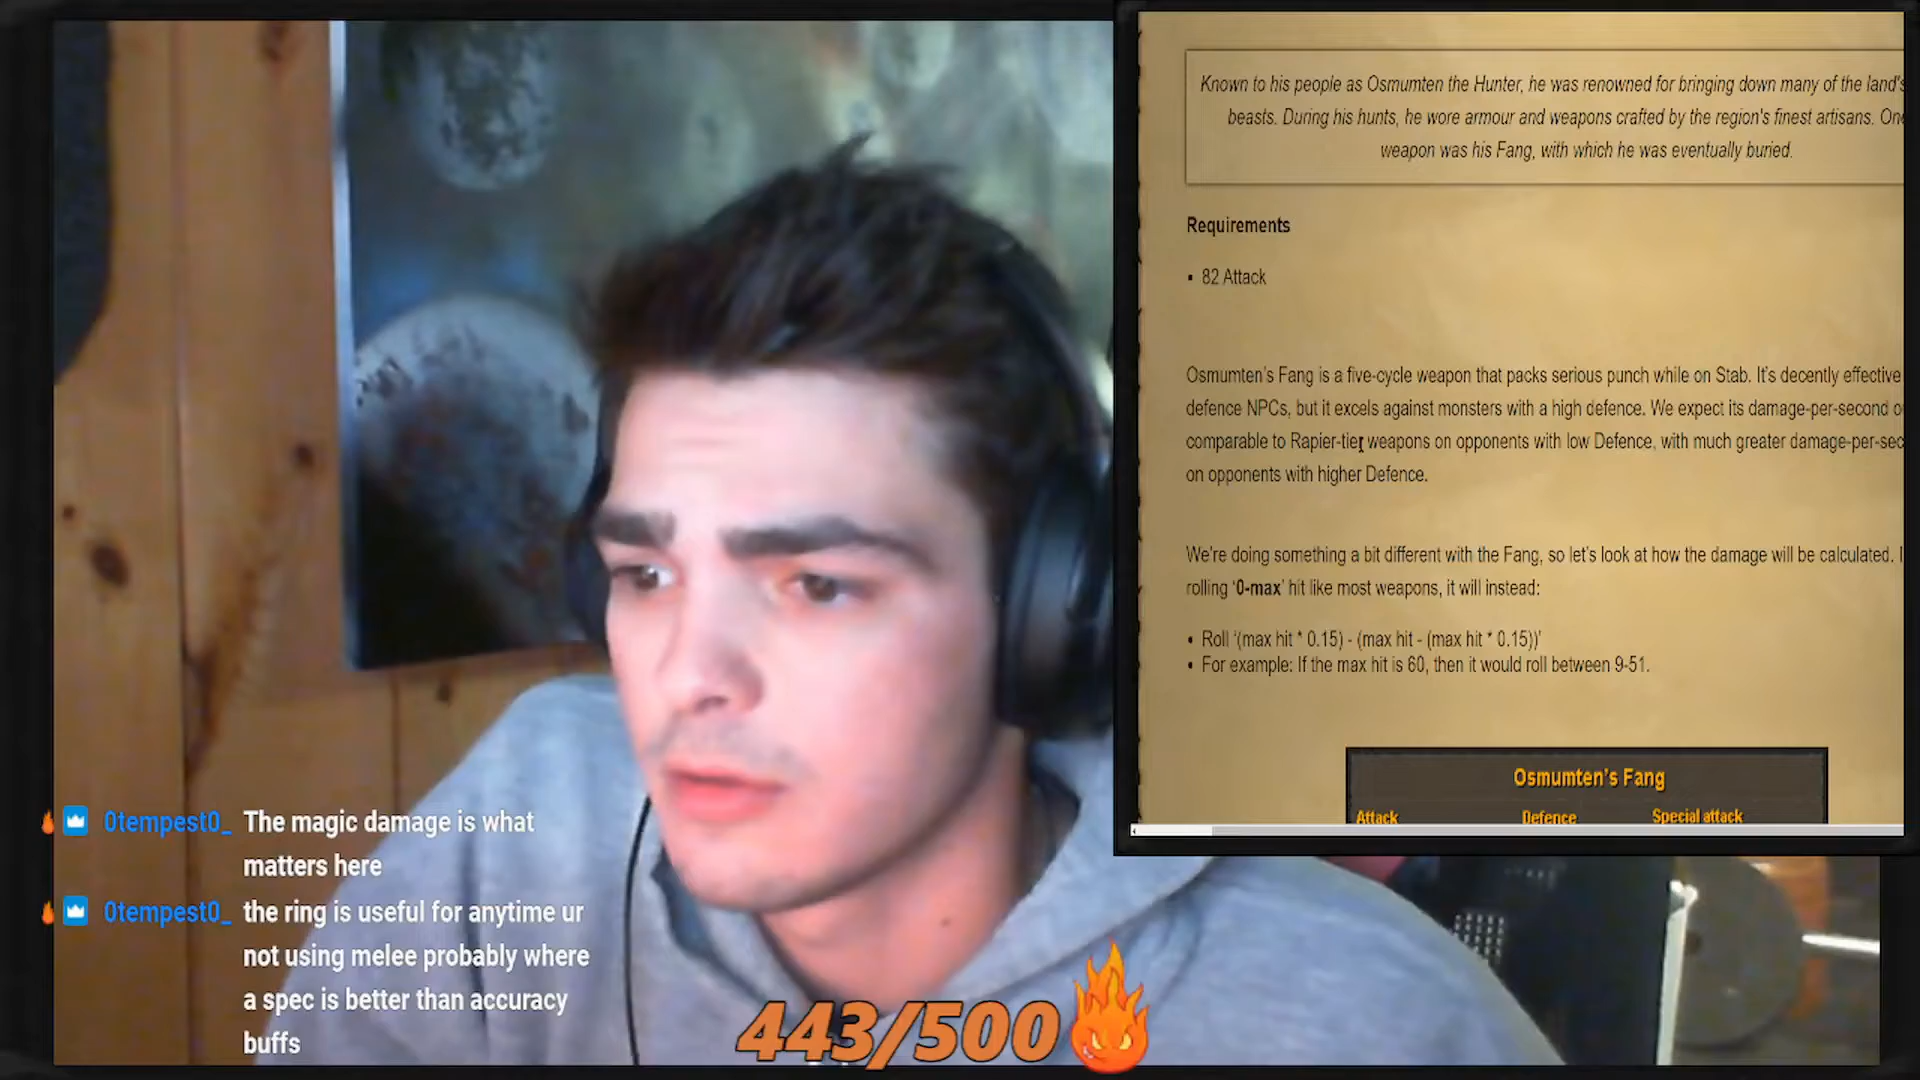 Known to his people as Osmumten the Hunter, he was renowned for bringing down many of the land's
beasts. During his hunts, he wore armour and weapons crafted by the region's finest artisans. One
weapon was his Fang, with which he was eventually buried.
Requirements
▪ 82 Attack
Osmumten's Fang is a five-cycle weapon that packs serious punch while on Stab. It's decently effective
defence NPCs, but it excels against monsters with a high defence. We expect its damage-per-second
comparable to Rapier-tier weapons on opponents with low Defence, with much greater damage-per-sec
on opponents with higher Defence.
We're doing something a bit different with the Fang, so let's look at how the damage will be calculated.
rolling '0-max' hit like most weapons, it will instead:
▪ Roll '(max hit * 0.15) - (max hit - (max hit * 0.15))'
▪ For example: If the max hit is 60, then it would roll between 9-51.
Osmumten's Fang
Attack Defence Special attack
0tempest0_ The magic damage is what
matters here
0tempest0_ the ring is useful for anytime ur
not using melee probably where
a spec is better than accuracy
buffs
443/500